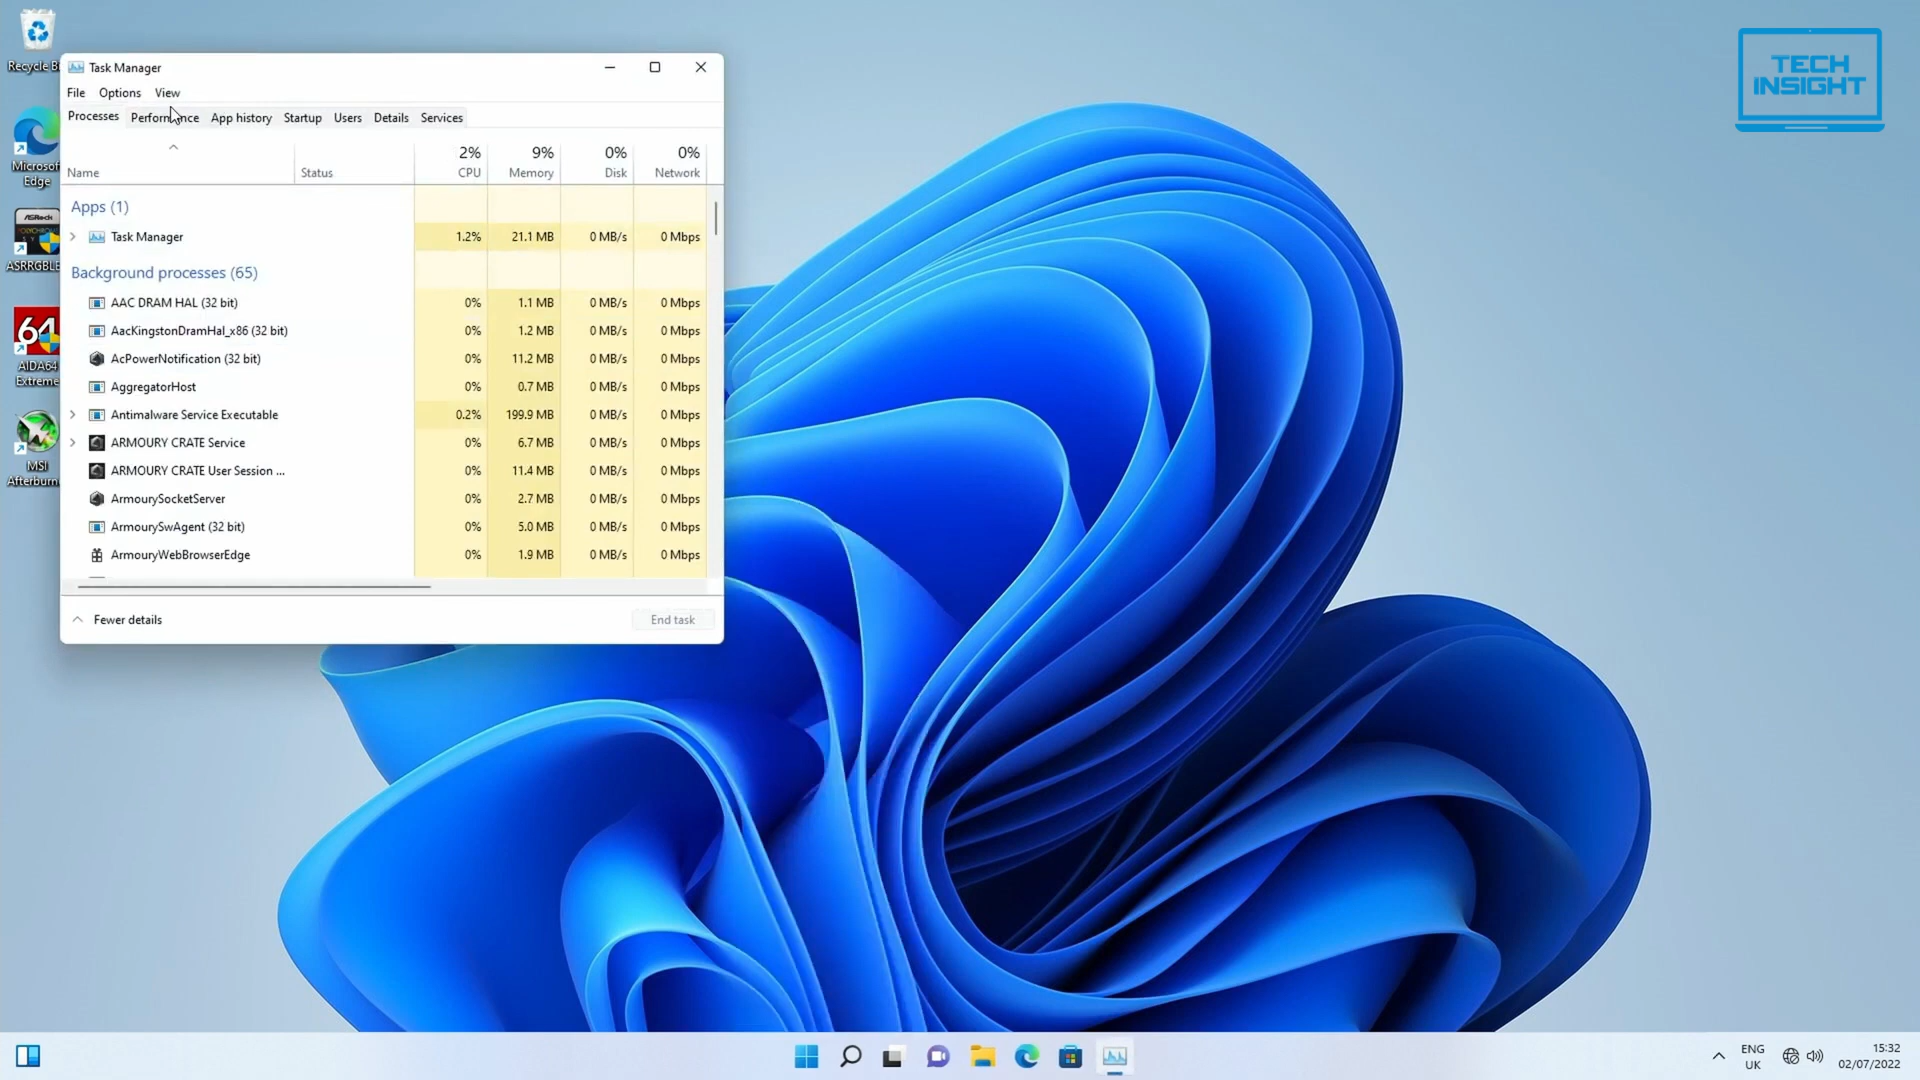 Recycle
Task Manager
File Options View
Processes Performance App history Startup Users Details Services
2% 9% 0% 0%
Name Status CPU Memory Disk Network
Apps (1)
Task Manager 1.2% 21.1 MB 0 MB/s 0 Mbps
Background processes (65)
AAC DRAM HAL (32 bit) 0% 1.1 MB 0 MB/s 0 Mbps
AacKingstonDramHal_x86 (32 bit) 0% 1.2 MB 0 MB/s 0 Mbps
AcPowerNotification (32 bit) 0% 11.2 MB 0 MB/s 0 Mbps
AggregatorHost 0% 0.7 MB 0 MB/s 0 Mbps
Antimalware Service Executable 0.2% 199.9 MB 0 MB/s 0 Mbps
ARMOURY CRATE Service 0% 6.7 MB 0 MB/s 0 Mbps
ARMOURY CRATE User Session ... 0% 11.4 MB 0 MB/s 0 Mbps
ArmourySocketServer 0% 2.7 MB 0 MB/s 0 Mbps
ArmourySwAgent (32 bit) 0% 5.0 MB 0 MB/s 0 Mbps
ArmouryWebBrowserEdge 0% 1.9 MB 0 MB/s 0 Mbps
Fewer details End task
Microsof
Edge
ASRock
ASRRGBLE
64
AIDA64
Extreme
MSI
Afterburn
TECH
INSIGHT
ENG
UK
15:32
02/07/2022